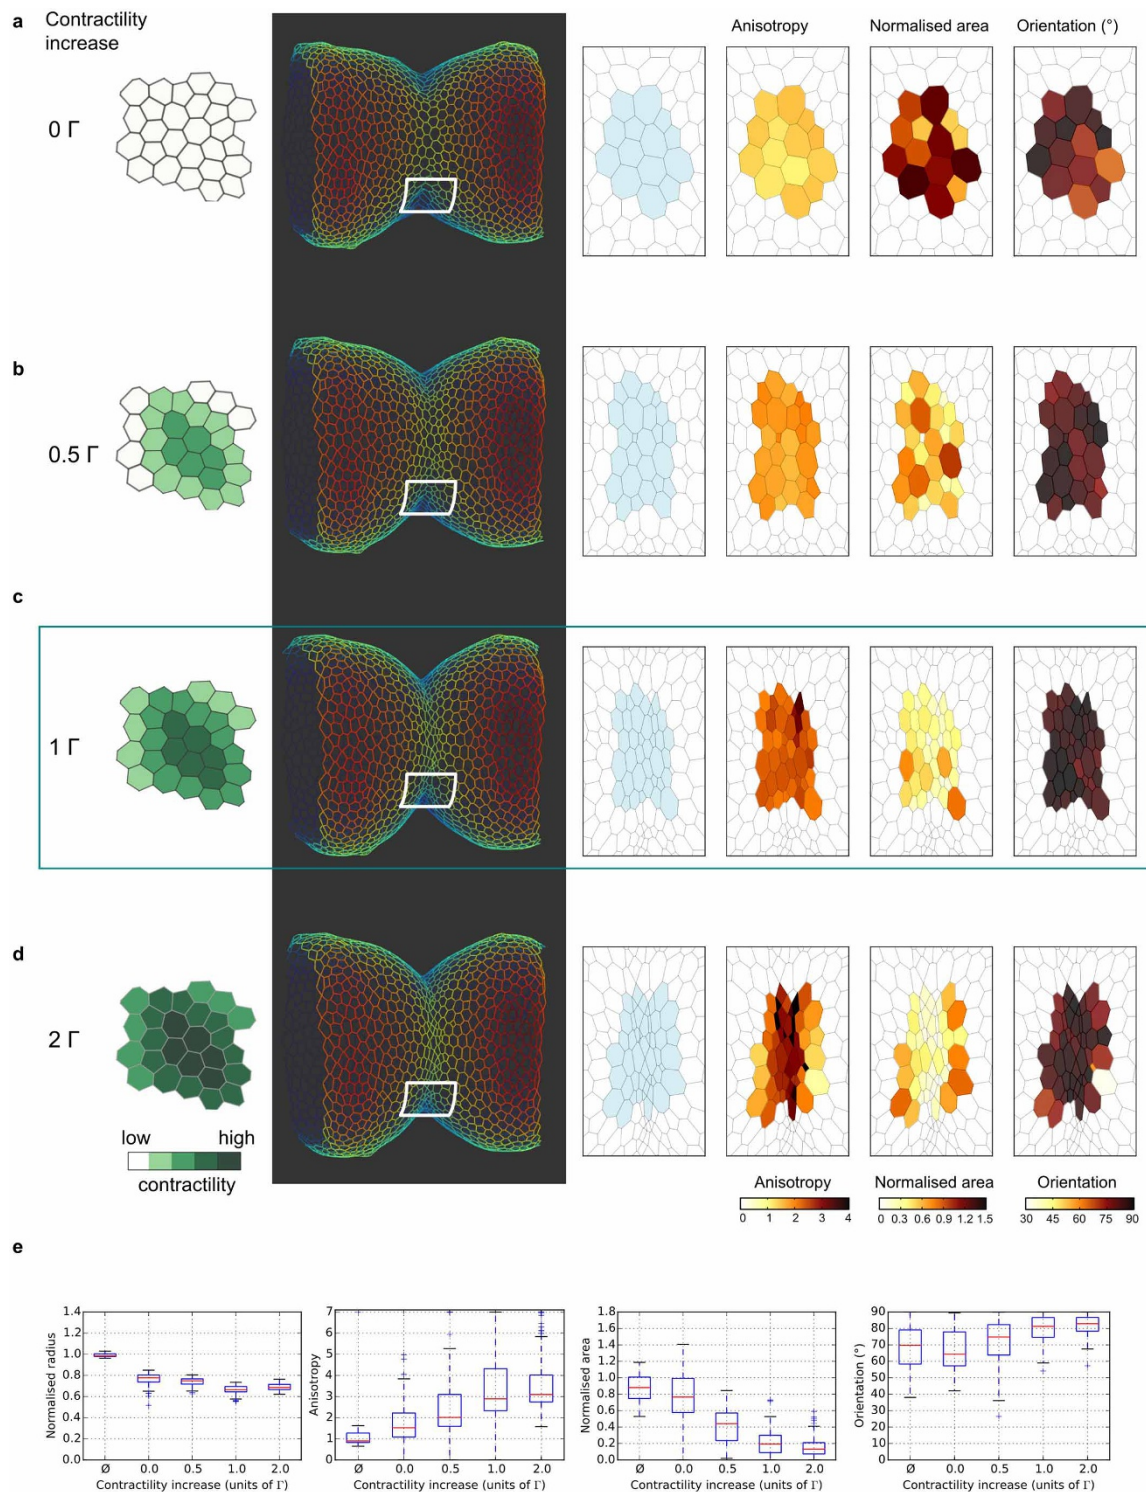 a
Contractility
increase
Anisotropy
Normalised area
Orientation (°)
0 Γ
b
0.5 Γ
c
1 Γ
d
2 Γ
low high
contractility
Anisotropy
0 1 2 3 4
Normalised area
0 0.3 0.6 0.9 1.2 1.5
Orientation
30 45 60 75 90
e
Normalised radius
1.4
1.2
1.0
0.8
0.6
0.4
0.2
0.0
Ø 0.0 0.5 1.0 2.0
Contractility increase (units of Γ)
Anisotropy
7
6
5
4
3
2
1
0
Ø 0.0 0.5 1.0 2.0
Contractility increase (units of Γ)
Normalised area
1.8
1.6
1.4
1.2
1.0
0.8
0.6
0.4
0.2
0.0
Ø 0.0 0.5 1.0 2.0
Contractility increase (units of Γ)
Orientation (°)
90
80
70
60
50
40
30
20
10
0
Ø 0.0 0.5 1.0 2.0
Contractility increase (units of Γ)